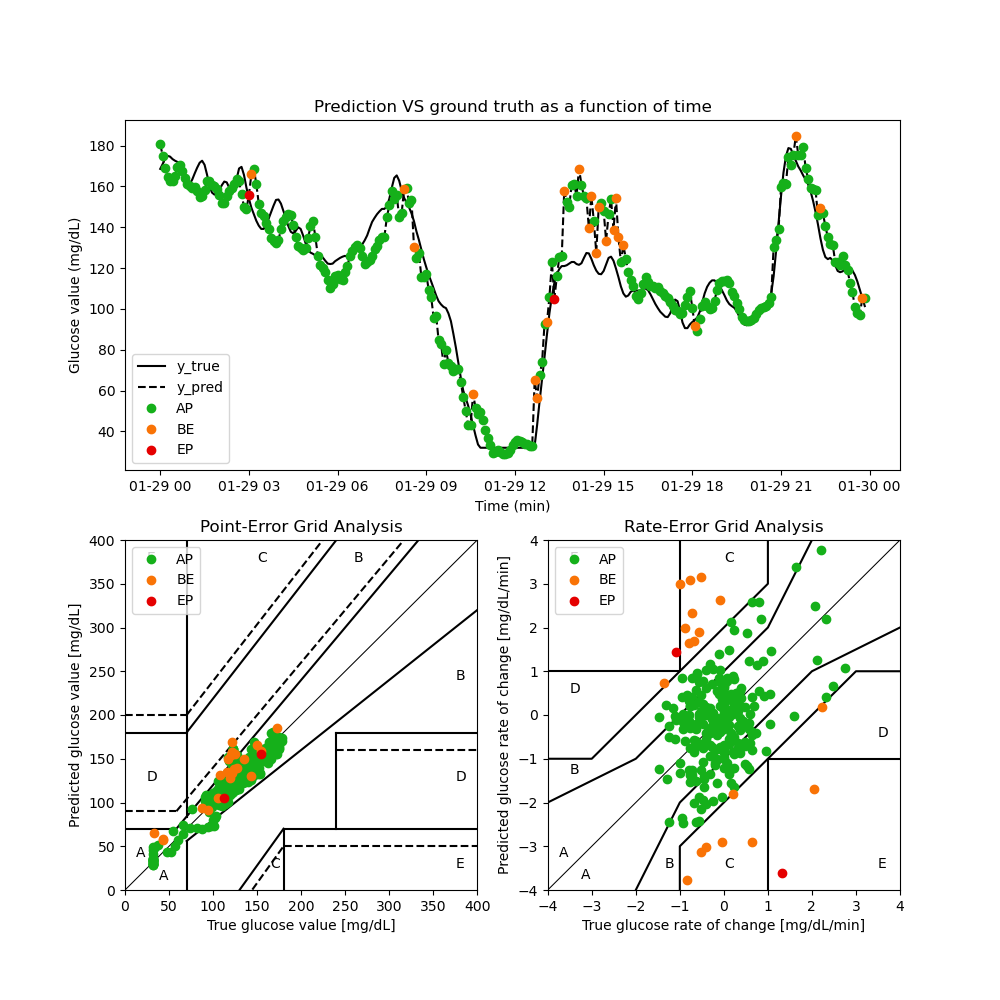 Prediction VS ground truth as a function of time
Glucose value (mg/dL)
180
160
140
120
100
80
60
40
y_true
y_pred
AP
BE
EP
01-29 00 01-29 03 01-29 06 01-29 09 01-29 12 01-29 15 01-29 18 01-29 21 01-30 00
Time (min)
Point-Error Grid Analysis
Predicted glucose value [mg/dL]
400
350
300
250
200
150
100
50
0
AP
BE
EP
C B
B
D D
A
A
C E
0 50 100 150 200 250 300 350 400
True glucose value [mg/dL]
Rate-Error Grid Analysis
Predicted glucose rate of change [mg/dL/min]
4
3
2
1
0
−1
−2
−3
−4
AP
BE
EP
C
D
D
B
A
A
B C E
−4 −3 −2 −1 0 1 2 3 4
True glucose rate of change [mg/dL/min]